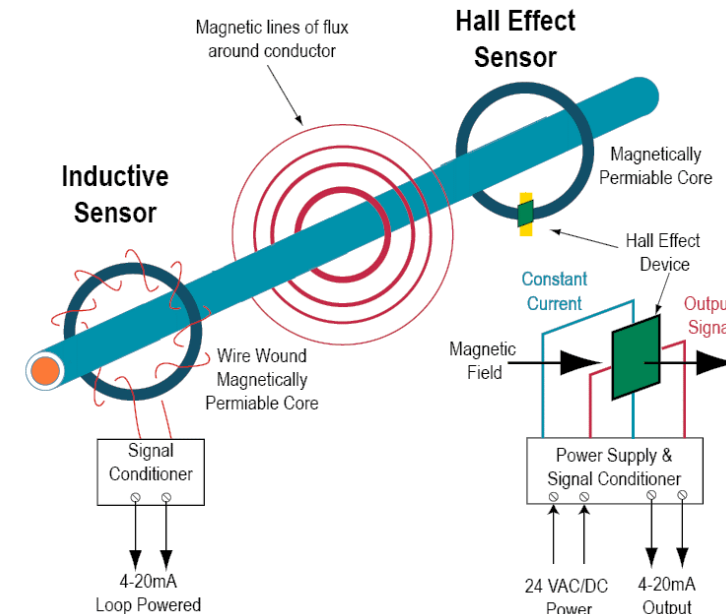 Magnetic lines of flux
around conductor
Hall Effect
Sensor
Magnetically
Permiable Core
Inductive
Sensor
Hall Effect
Device
Constant
Current
Output
Signal
Magnetic
Field
Wire Wound
Magnetically
Permiable Core
Signal
Conditioner
Power Supply &
Signal Conditioner
4-20mA
Loop Powered
24 VAC/DC
Power
4-20mA
Output